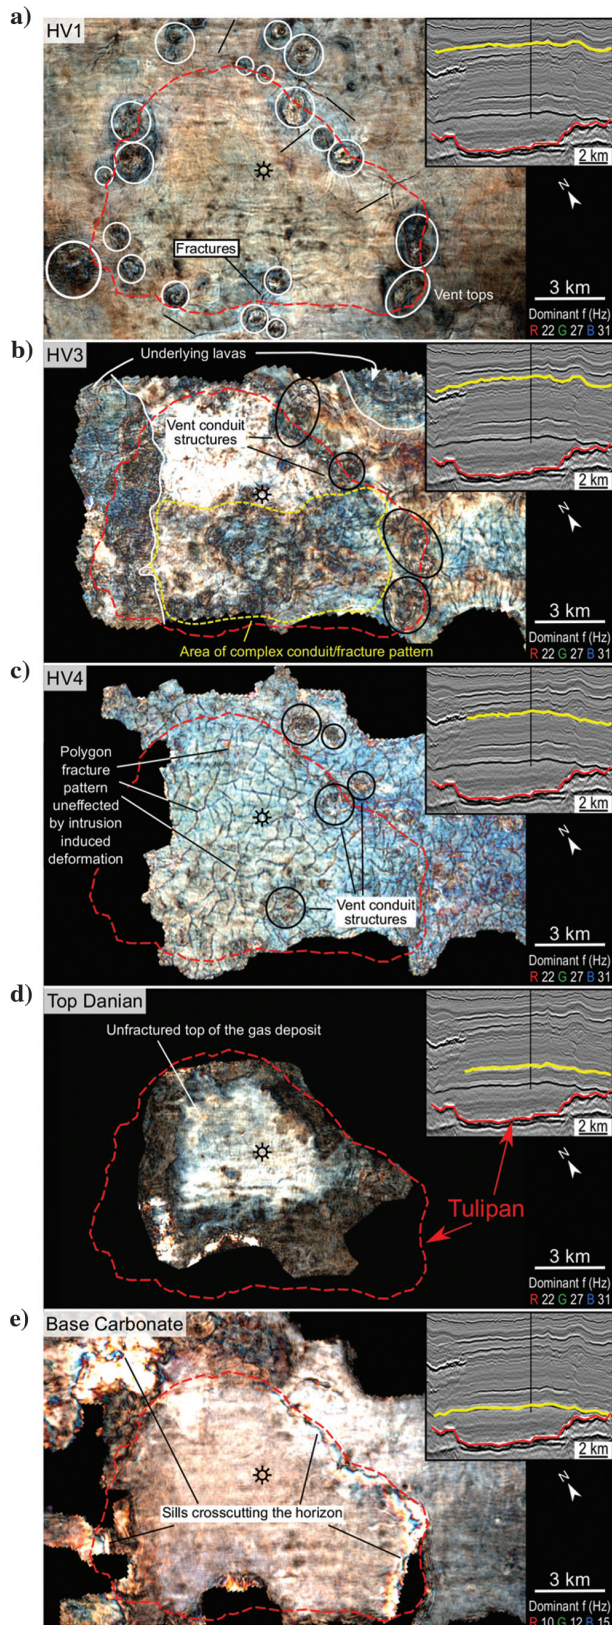 a)
HV1
Fractures
Vent tops
2 km
N
3 km
Dominant f (Hz)
R 22 G 27 B 31
b)
HV3
Underlying lavas
Vent conduit
structures
Area of complex conduit/fracture pattern
2 km
N
3 km
Dominant f (Hz)
R 22 G 27 B 31
c)
HV4
Polygon
fracture
pattern
uneffected
by intrusion
induced
deformation
Vent conduit
structures
2 km
N
3 km
Dominant f (Hz)
R 22 G 27 B 31
d)
Top Danian
Unfractured top of the gas deposit
2 km
Tulipan
N
3 km
Dominant f (Hz)
R 22 G 27 B 31
e)
Base Carbonate
Sills crosscutting the horizon
2 km
N
3 km
Dominant f (Hz)
R 10 G 12 B 15